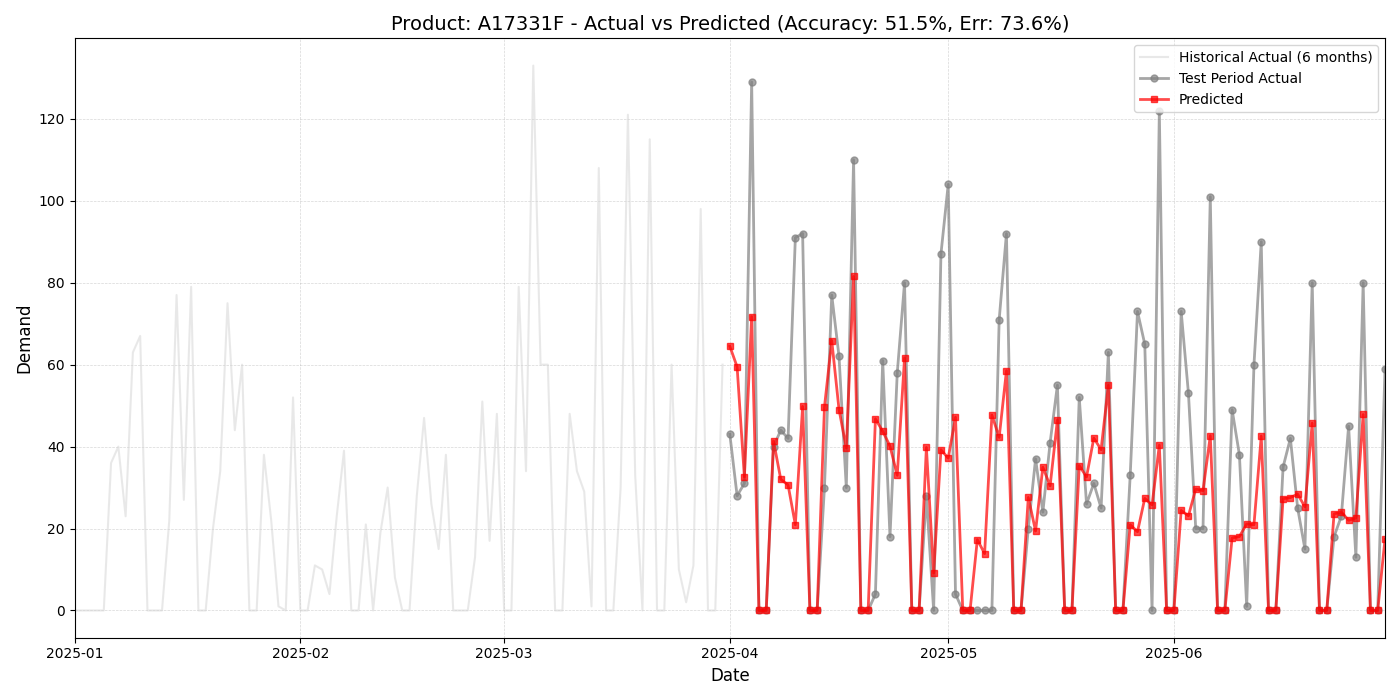 Product: A17331F - Actual vs Predicted (Accuracy: 51.5%, Err: 73.6%)
Historical Actual (6 months)
Test Period Actual
Predicted
Demand
120
100
80
60
40
20
0
2025-01
2025-02
2025-03
2025-04
2025-05
2025-06
Date